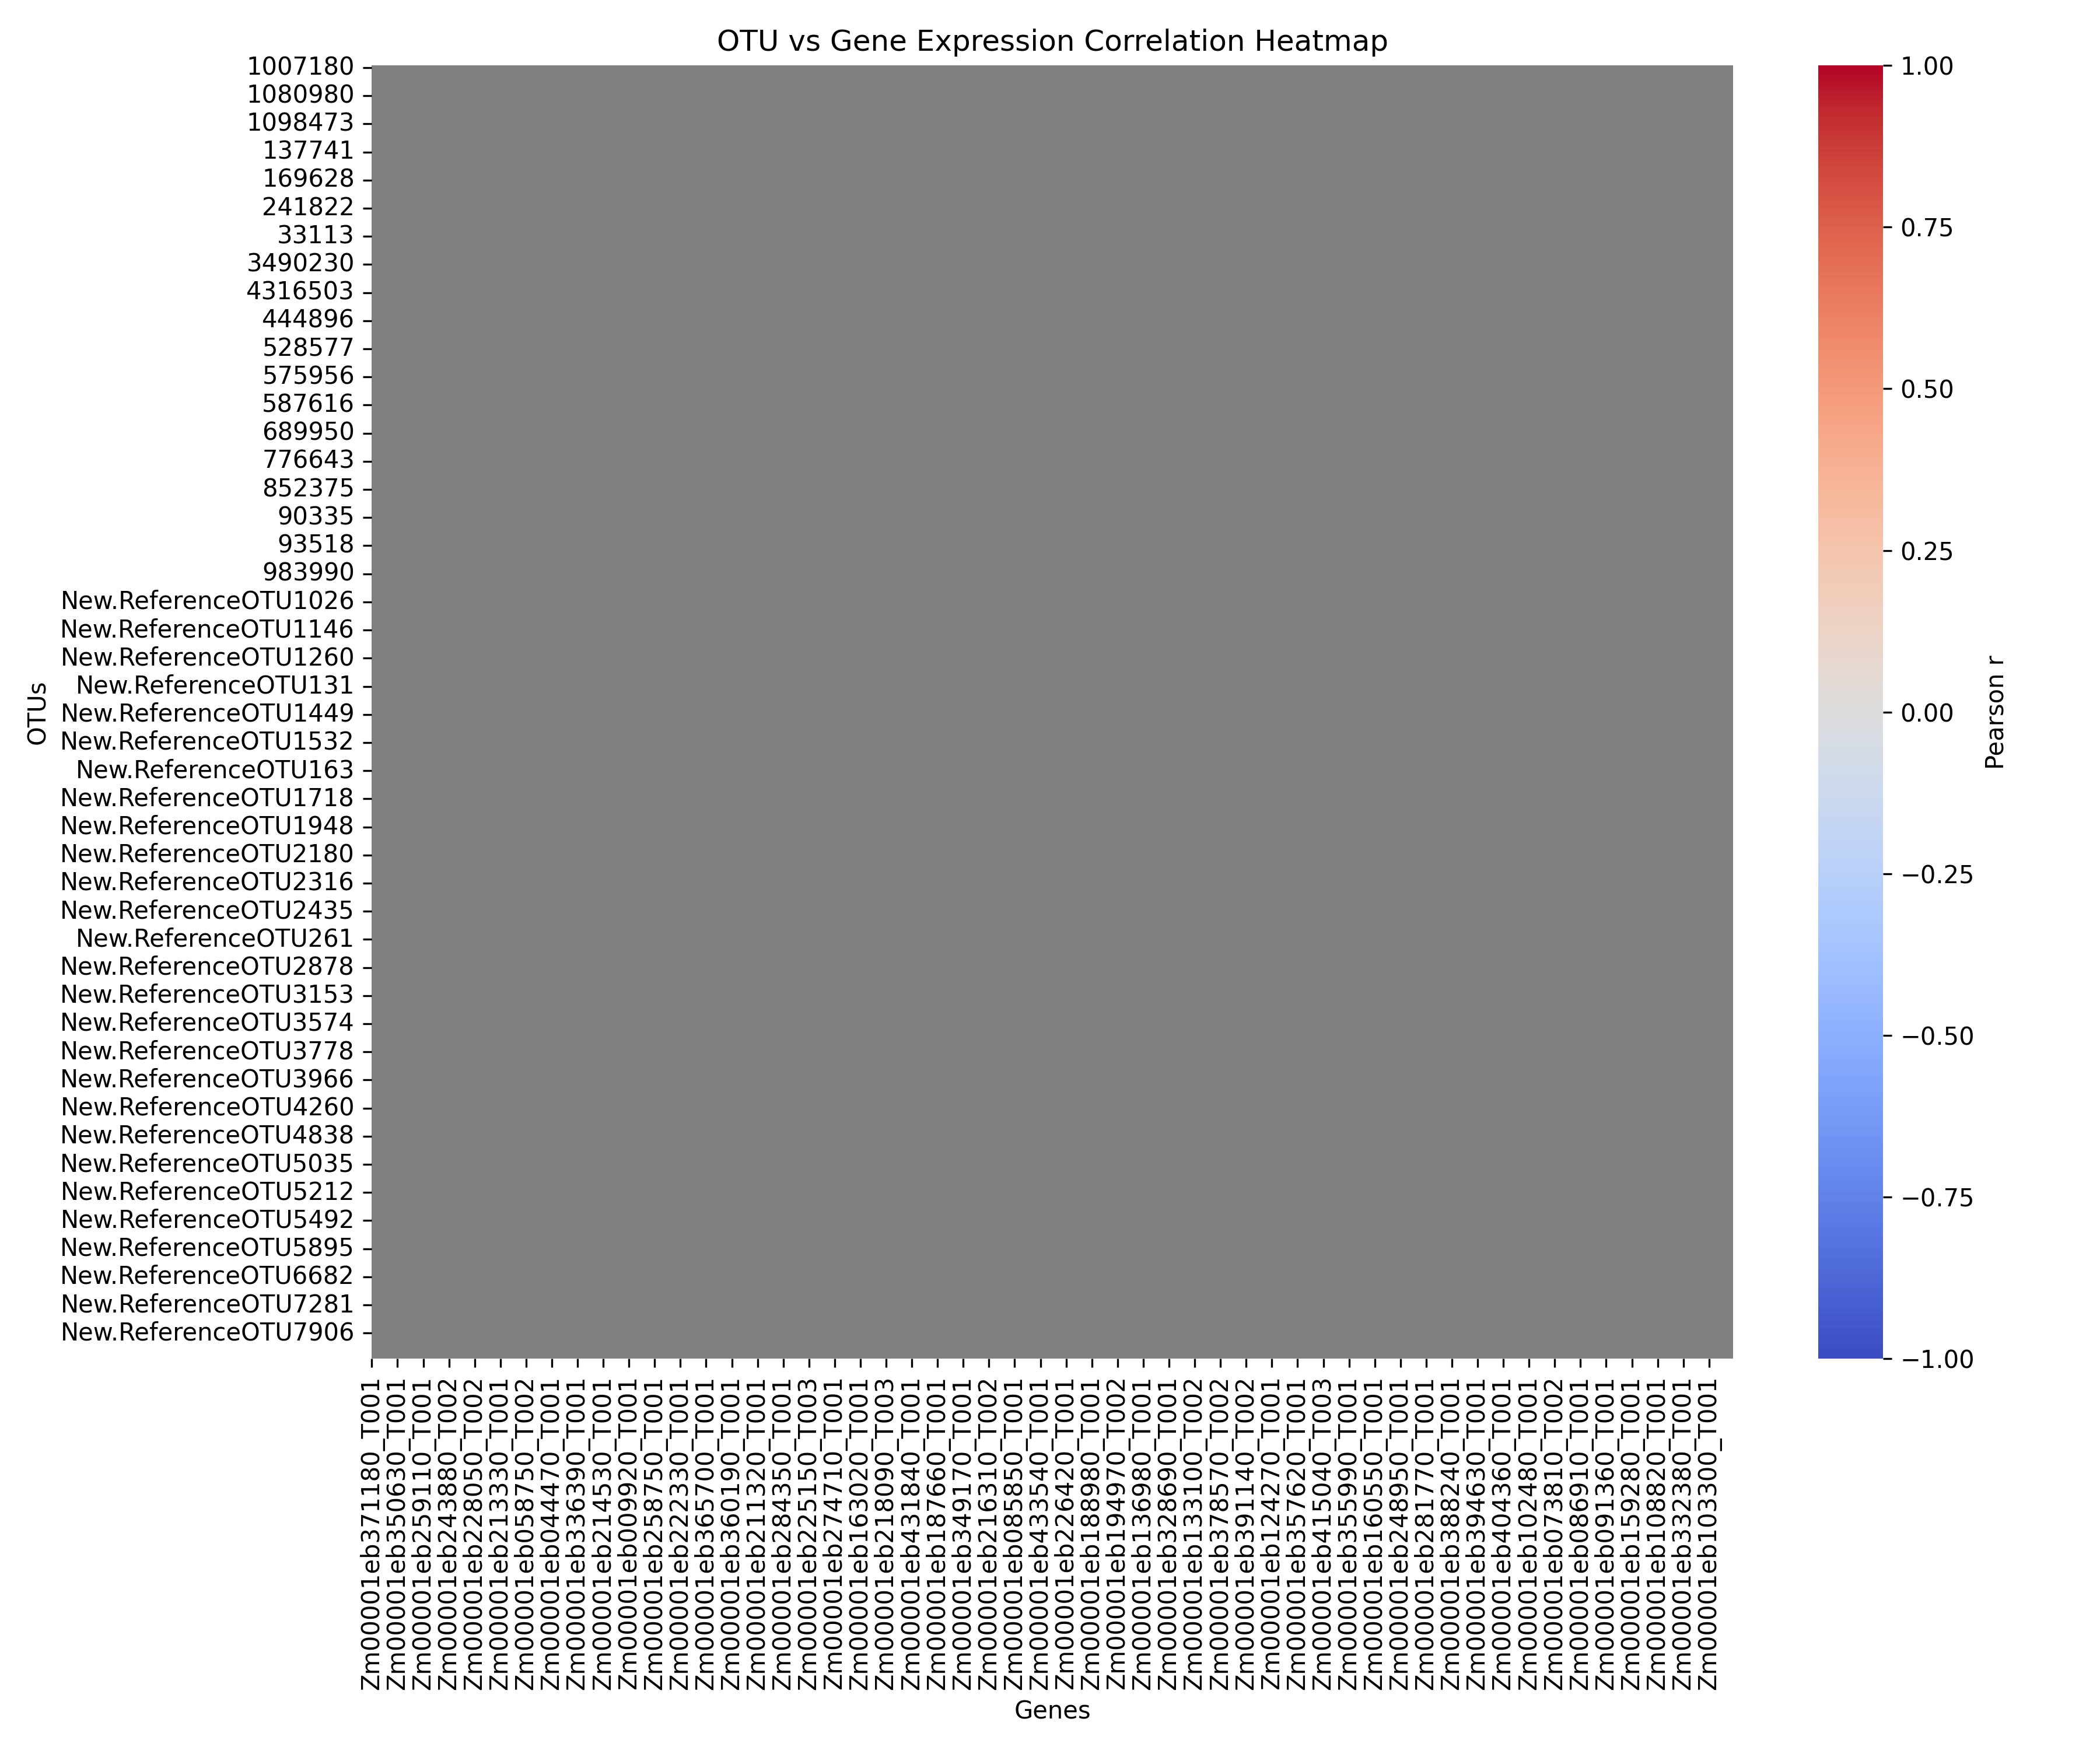 OTU vs Gene Expression Correlation Heatmap
1007180
1080980
1098473
137741
169628
241822
33113
3490230
4316503
444896
528577
575956
587616
689950
776643
852375
90335
93518
983990
New.ReferenceOTU1026
New.ReferenceOTU1146
New.ReferenceOTU1260
New.ReferenceOTU131
New.ReferenceOTU1449
New.ReferenceOTU1532
New.ReferenceOTU163
New.ReferenceOTU1718
New.ReferenceOTU1948
New.ReferenceOTU2180
New.ReferenceOTU2316
New.ReferenceOTU2435
New.ReferenceOTU261
New.ReferenceOTU2878
New.ReferenceOTU3153
New.ReferenceOTU3574
New.ReferenceOTU3778
New.ReferenceOTU3966
New.ReferenceOTU4260
New.ReferenceOTU4838
New.ReferenceOTU5035
New.ReferenceOTU5212
New.ReferenceOTU5492
New.ReferenceOTU5895
New.ReferenceOTU6682
New.ReferenceOTU7281
New.ReferenceOTU7906
OTUs
Zm00001eb371180_T001
Zm00001eb350630_T001
Zm00001eb259110_T001
Zm00001eb243880_T002
Zm00001eb228050_T002
Zm00001eb213330_T001
Zm00001eb058750_T002
Zm00001eb044470_T001
Zm00001eb336390_T001
Zm00001eb214530_T001
Zm00001eb009920_T001
Zm00001eb258750_T001
Zm00001eb222330_T001
Zm00001eb365700_T001
Zm00001eb360190_T001
Zm00001eb211320_T001
Zm00001eb284350_T001
Zm00001eb225150_T003
Zm00001eb274710_T001
Zm00001eb163020_T001
Zm00001eb218090_T003
Zm00001eb431840_T001
Zm00001eb187660_T001
Zm00001eb349170_T001
Zm00001eb216310_T002
Zm00001eb085850_T001
Zm00001eb433540_T001
Zm00001eb226420_T001
Zm00001eb188980_T001
Zm00001eb194970_T002
Zm00001eb136980_T001
Zm00001eb328690_T001
Zm00001eb133100_T002
Zm00001eb378570_T002
Zm00001eb391140_T002
Zm00001eb124270_T001
Zm00001eb357620_T001
Zm00001eb415040_T003
Zm00001eb355990_T001
Zm00001eb160550_T001
Zm00001eb248950_T001
Zm00001eb281770_T001
Zm00001eb388240_T001
Zm00001eb394630_T001
Zm00001eb404360_T001
Zm00001eb102480_T001
Zm00001eb073810_T002
Zm00001eb086910_T001
Zm00001eb091360_T001
Zm00001eb159280_T001
Zm00001eb108820_T001
Zm00001eb332380_T001
Zm00001eb103300_T001
Genes
1.00
0.75
0.50
0.25
0.00
−0.25
−0.50
−0.75
−1.00
Pearson r